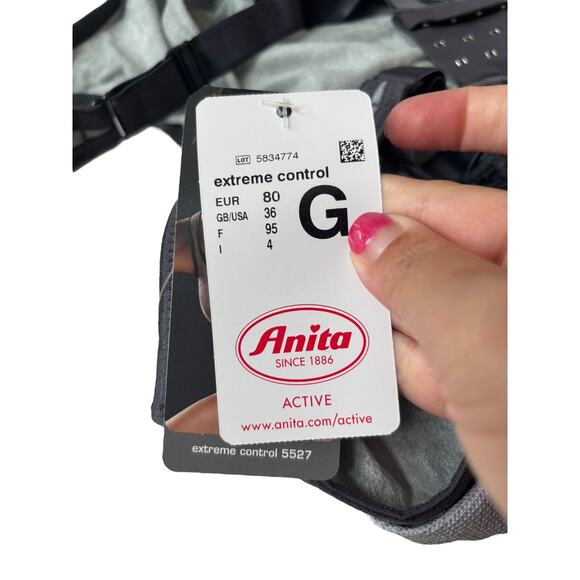 LOT 5834774
extreme control
EUR 80
GB/USA 36
F 95
I 4
G
Anita
SINCE 1886
ACTIVE
www.anita.com/active
extreme control 5527